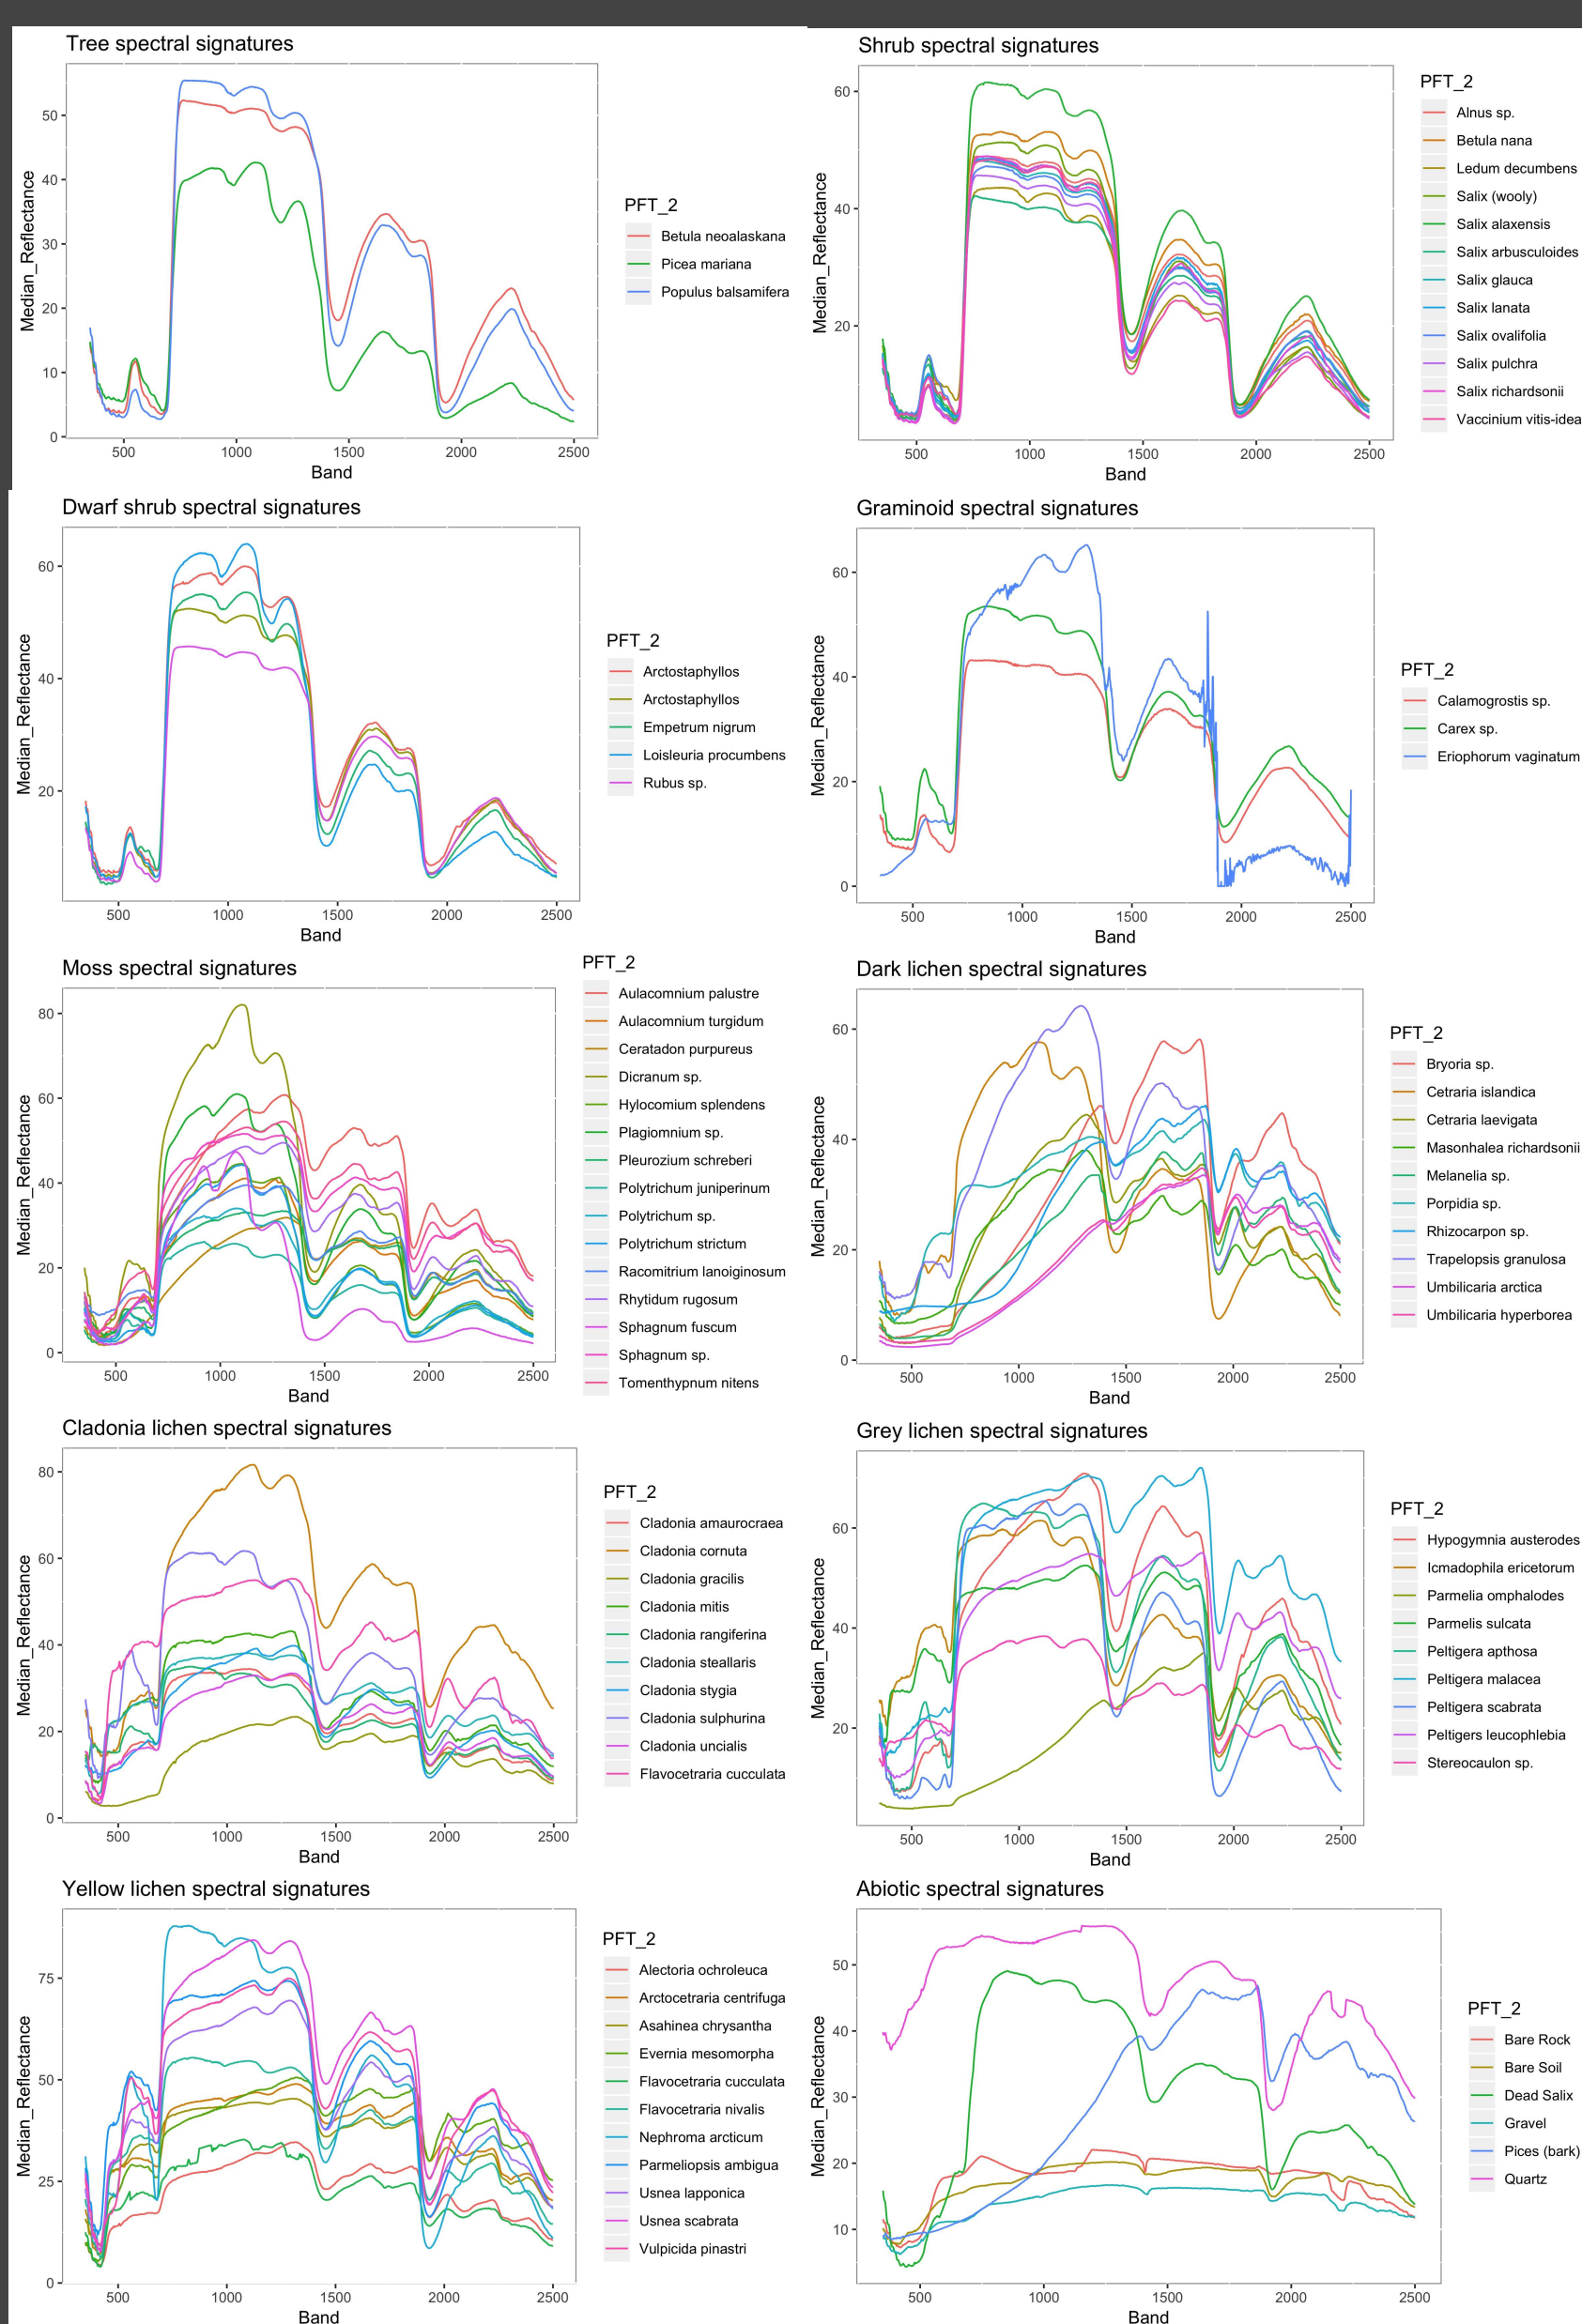 Tree spectral signatures
Median_Reflectance
50
40
30
20
10
0
500 1000 1500 2000 2500
Band
PFT_2
Betula neoalaskana
Picea mariana
Populus balsamifera
Shrub spectral signatures
Median_Reflectance
60
40
20
500 1000 1500 2000 2500
Band
PFT_2
Alnus sp.
Betula nana
Ledum decumbens
Salix (wooly)
Salix alaxensis
Salix arbusculoides
Salix glauca
Salix lanata
Salix ovalifolia
Salix pulchra
Salix richardsonii
Vaccinium vitis-idea
Dwarf shrub spectral signatures
Median_Reflectance
60
40
20
500 1000 1500 2000 2500
Band
PFT_2
Arctostaphyllos
Arctostaphyllos
Empetrum nigrum
Loisleuria procumbens
Rubus sp.
Graminoid spectral signatures
Median_Reflectance
60
40
20
0
500 1000 1500 2000 2500
Band
PFT_2
Calamogrostis sp.
Carex sp.
Eriophorum vaginatum
Moss spectral signatures
Median_Reflectance
80
60
40
20
0
500 1000 1500 2000 2500
Band
PFT_2
Aulacomnium palustre
Aulacomnium turgidum
Ceratadon purpureus
Dicranum sp.
Hylocomium splendens
Plagiomnium sp.
Pleurozium schreberi
Polytrichum juniperinum
Polytrichum sp.
Polytrichum strictum
Racomitrium lanoiginosum
Rhytidum rugosum
Sphagnum fuscum
Sphagnum sp.
Tomenthypnum nitens
Dark lichen spectral signatures
Median_Reflectance
60
40
20
0
500 1000 1500 2000 2500
Band
PFT_2
Bryoria sp.
Cetraria islandica
Cetraria laevigata
Masonhalea richardsonii
Melanelia sp.
Porpidia sp.
Rhizocarpon sp.
Trapelopsis granulosa
Umbilicaria arctica
Umbilicaria hyperborea
Cladonia lichen spectral signatures
Median_Reflectance
80
60
40
20
0
500 1000 1500 2000 2500
Band
PFT_2
Cladonia amaurocraea
Cladonia cornuta
Cladonia gracilis
Cladonia mitis
Cladonia rangiferina
Cladonia steallaris
Cladonia stygia
Cladonia sulphurina
Cladonia uncialis
Flavocetraria cucculata
Grey lichen spectral signatures
Median_Reflectance
60
40
20
500 1000 1500 2000 2500
Band
PFT_2
Hypogymnia austerodes
Icmadophila ericetorum
Parmelia omphalodes
Parmelis sulcata
Peltigera apthosa
Peltigera malacea
Peltigera scabrata
Peltigers leucophlebia
Stereocaulon sp.
Yellow lichen spectral signatures
Median_Reflectance
75
50
25
0
500 1000 1500 2000 2500
Band
PFT_2
Alectoria ochroleuca
Arctocetraria centrifuga
Asahinea chrysantha
Evernia mesomorpha
Flavocetraria cucculata
Flavocetraria nivalis
Nephroma arcticum
Parmeliopsis ambigua
Usnea lapponica
Usnea scabrata
Vulpicida pinastri
Abiotic spectral signatures
Median_Reflectance
50
40
30
20
10
500 1000 1500 2000 2500
Band
PFT_2
Bare Rock
Bare Soil
Dead Salix
Gravel
Pices (bark)
Quartz